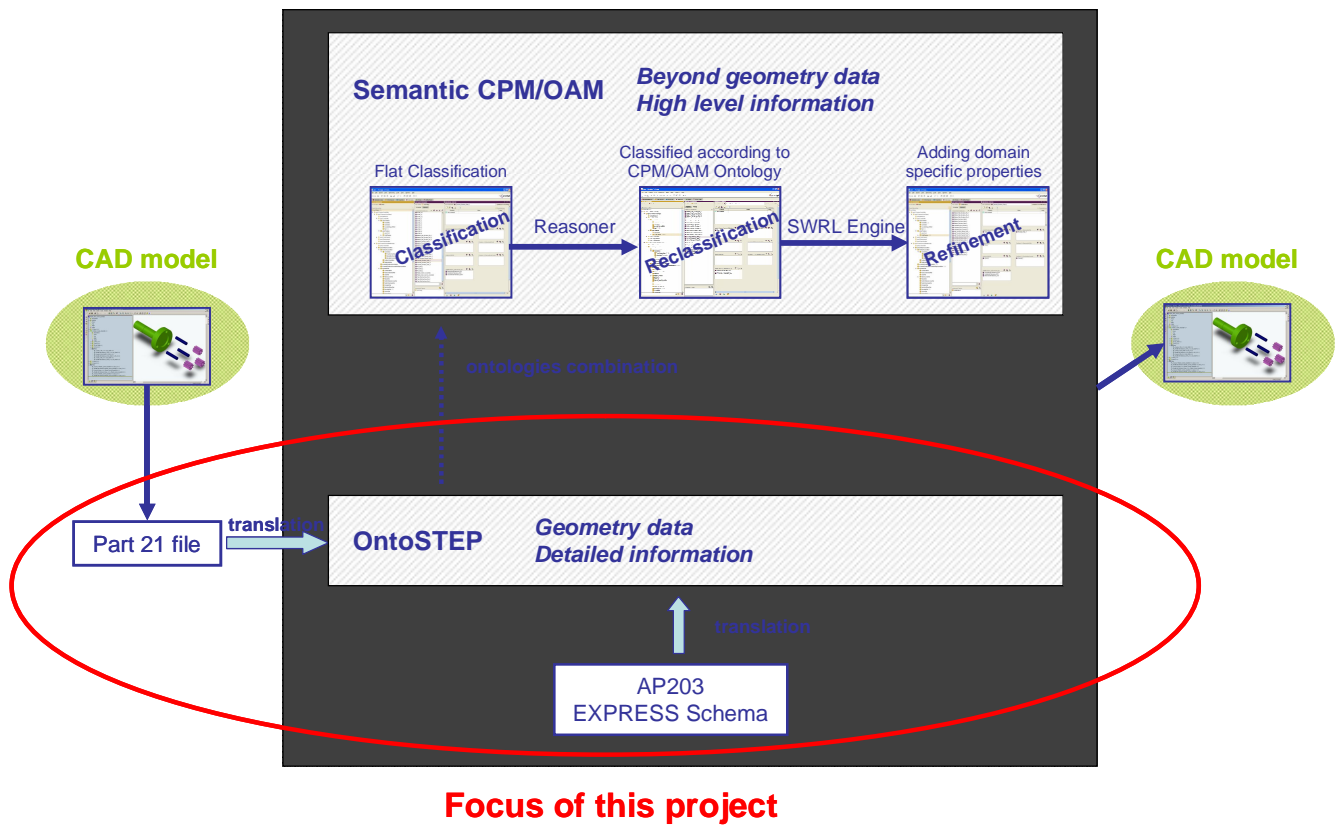 Semantic CPM/OAM
Beyond geometry data
High level information
Flat Classification
Classified according to
CPM/OAM Ontology
Adding domain
specific properties
Classification
Reasoner
Reclassification
SWRL Engine
Refinement
CAD model
CAD model
ontologies combination
Part 21 file
translation
OntoSTEP
Geometry data
Detailed information
translation
AP203
EXPRESS Schema
Focus of this project